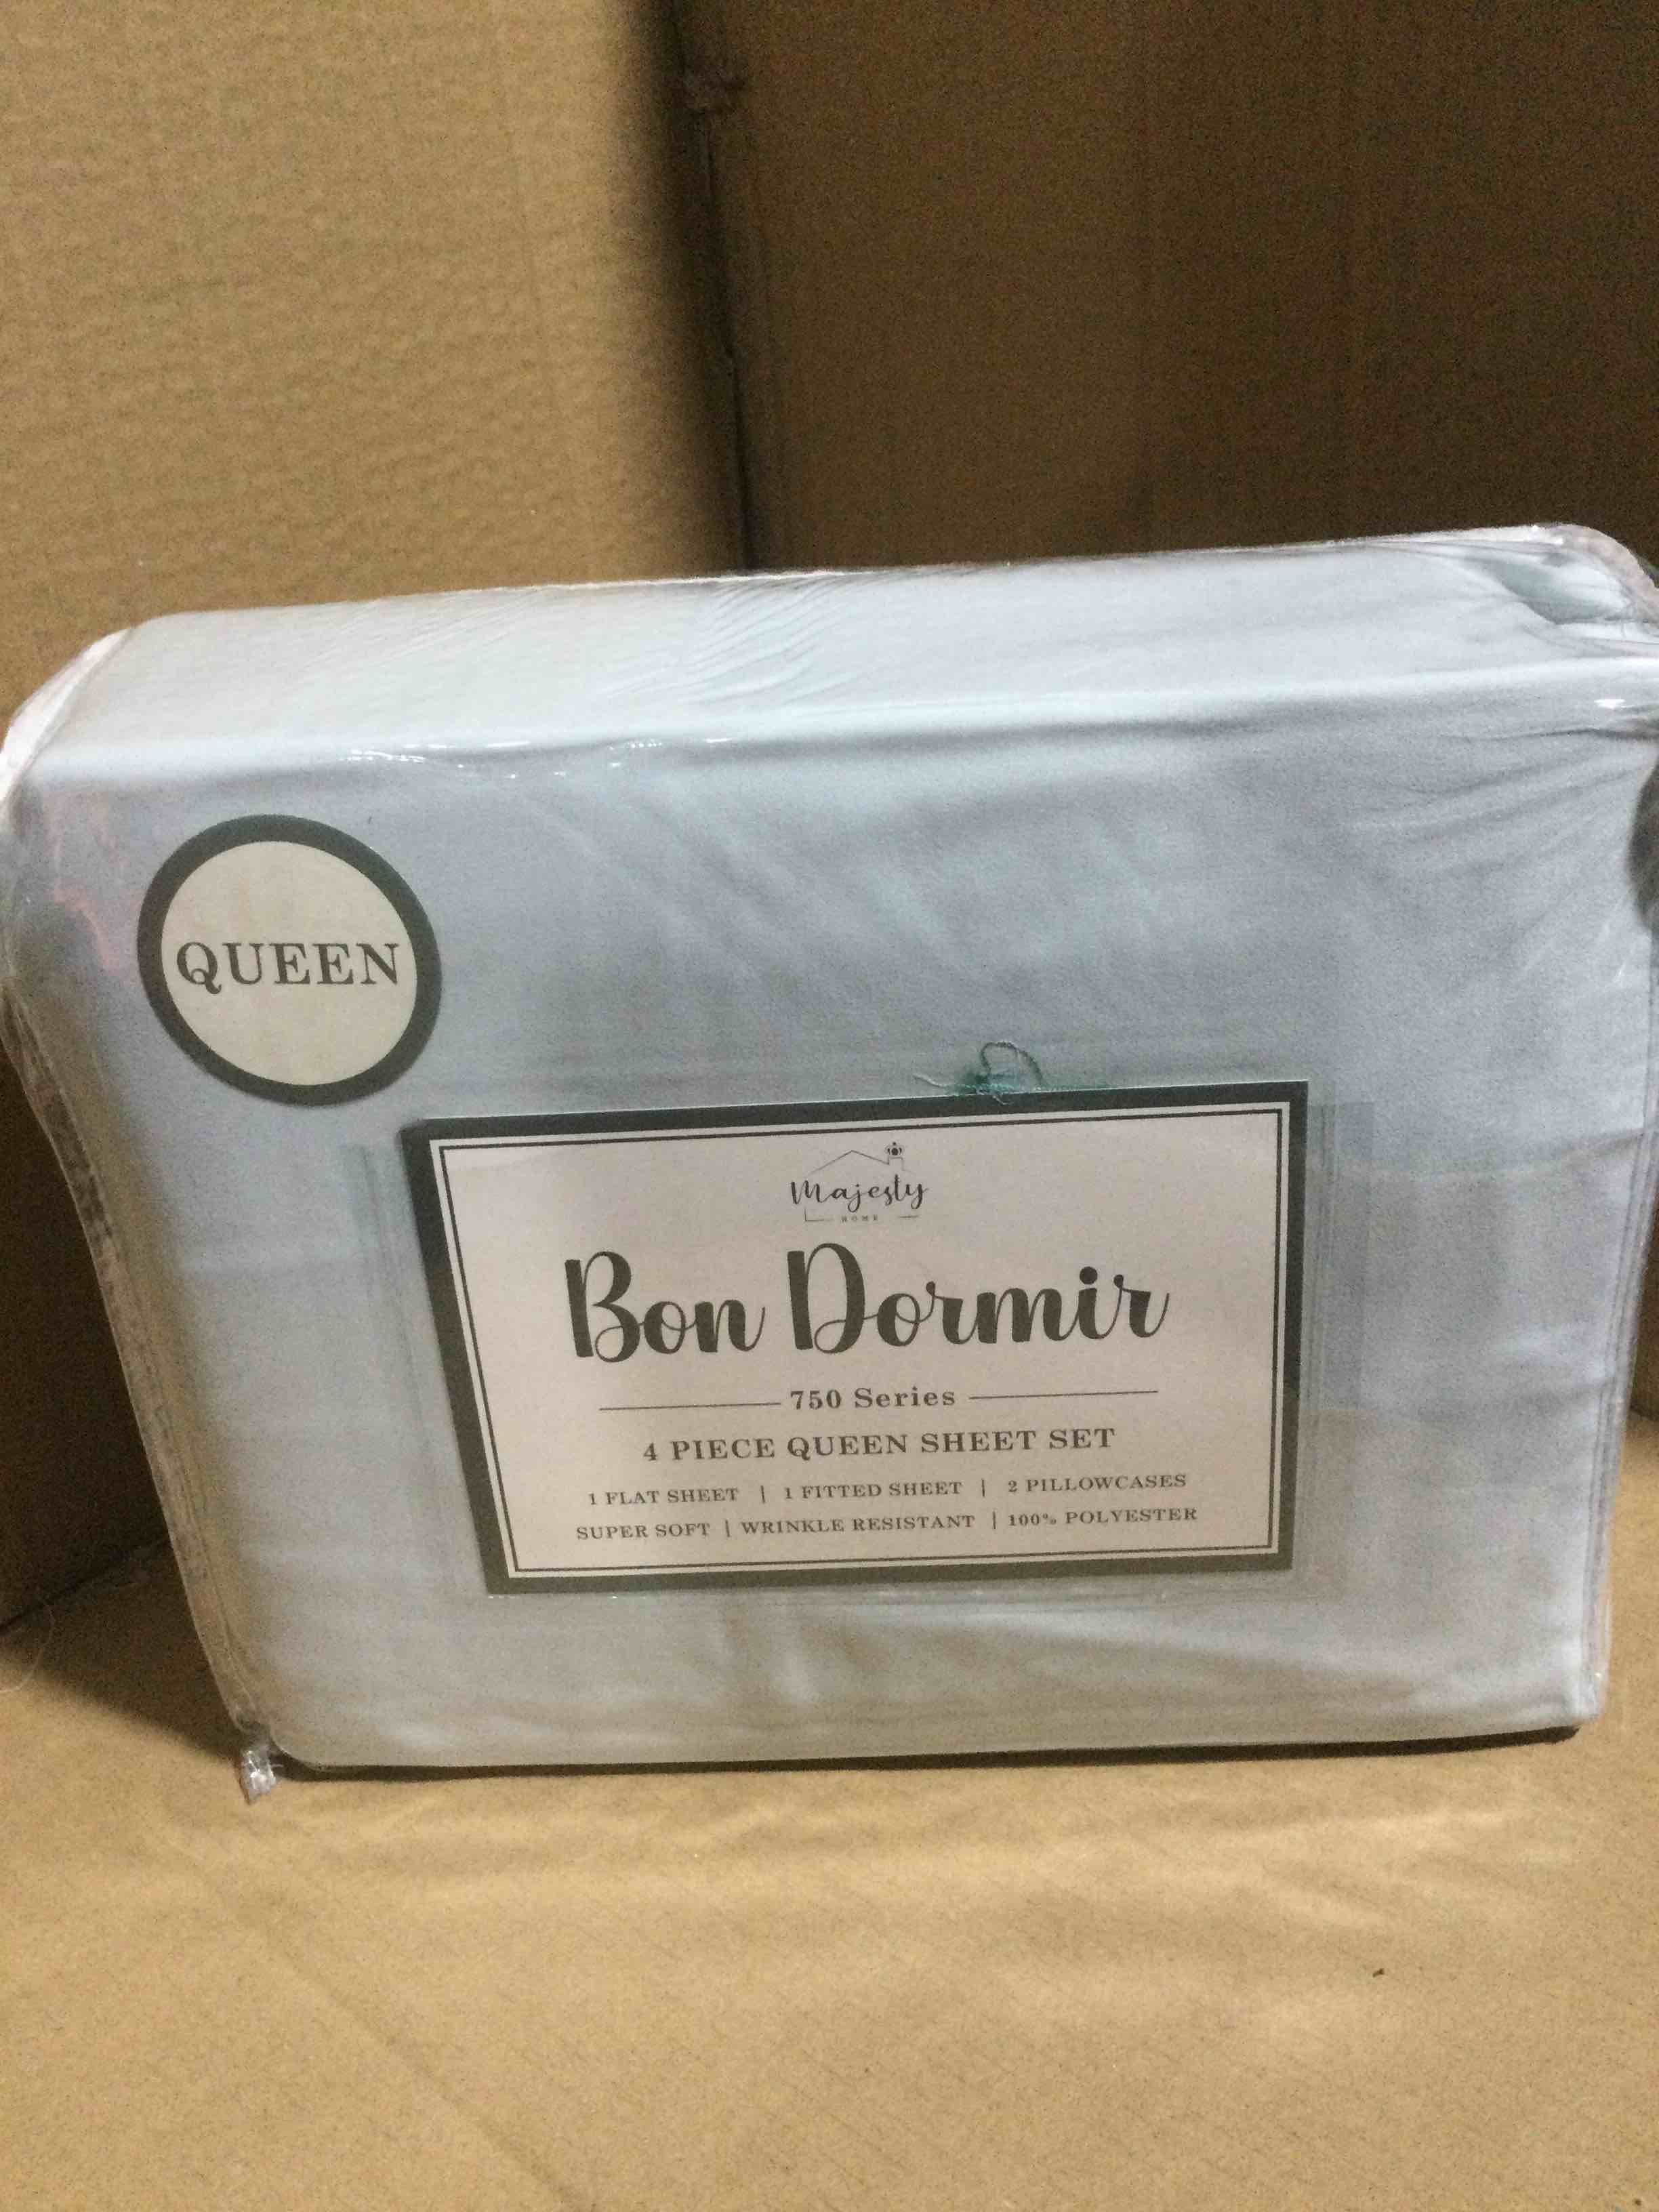 QUEEN
Majesty
HOME
Bon Dormir
750 Series
4 PIECE QUEEN SHEET SET
1 FLAT SHEET | 1 FITTED SHEET | 2 PILLOWCASES
SUPER SOFT | WRINKLE RESISTANT | 100% POLYESTER